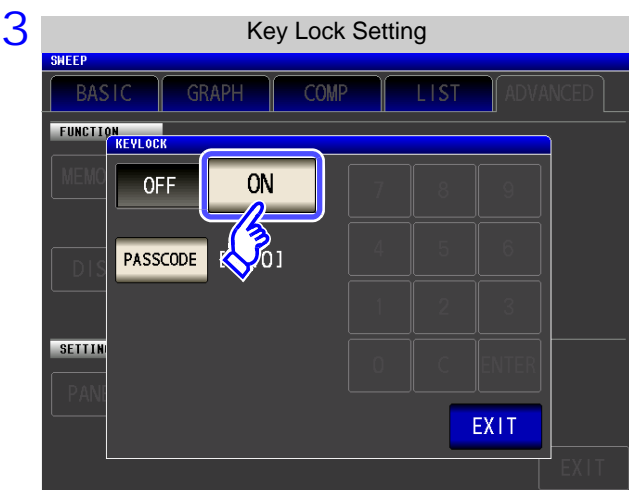 3
Key Lock Setting
SWEEP
BASIC GRAPH COMP LIST ADVANCED
FUNCTION
KEYLOCK
OFF ON 7 8 9
PASSCODE 4 5 6
1 2 3
SETTIN
0 C ENTER
EXIT
EXIT